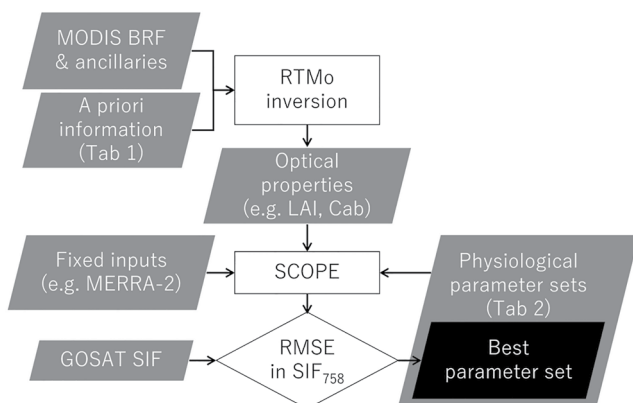 MODIS BRF
& ancillaries
A priori
information
(Tab 1)
RTMo
inversion
Optical
properties
(e.g. LAI, Cab)
Fixed inputs
(e.g. MERRA-2)
SCOPE
Physiological
parameter sets
(Tab 2)
GOSAT SIF
RMSE
in SIF758
Best
parameter set